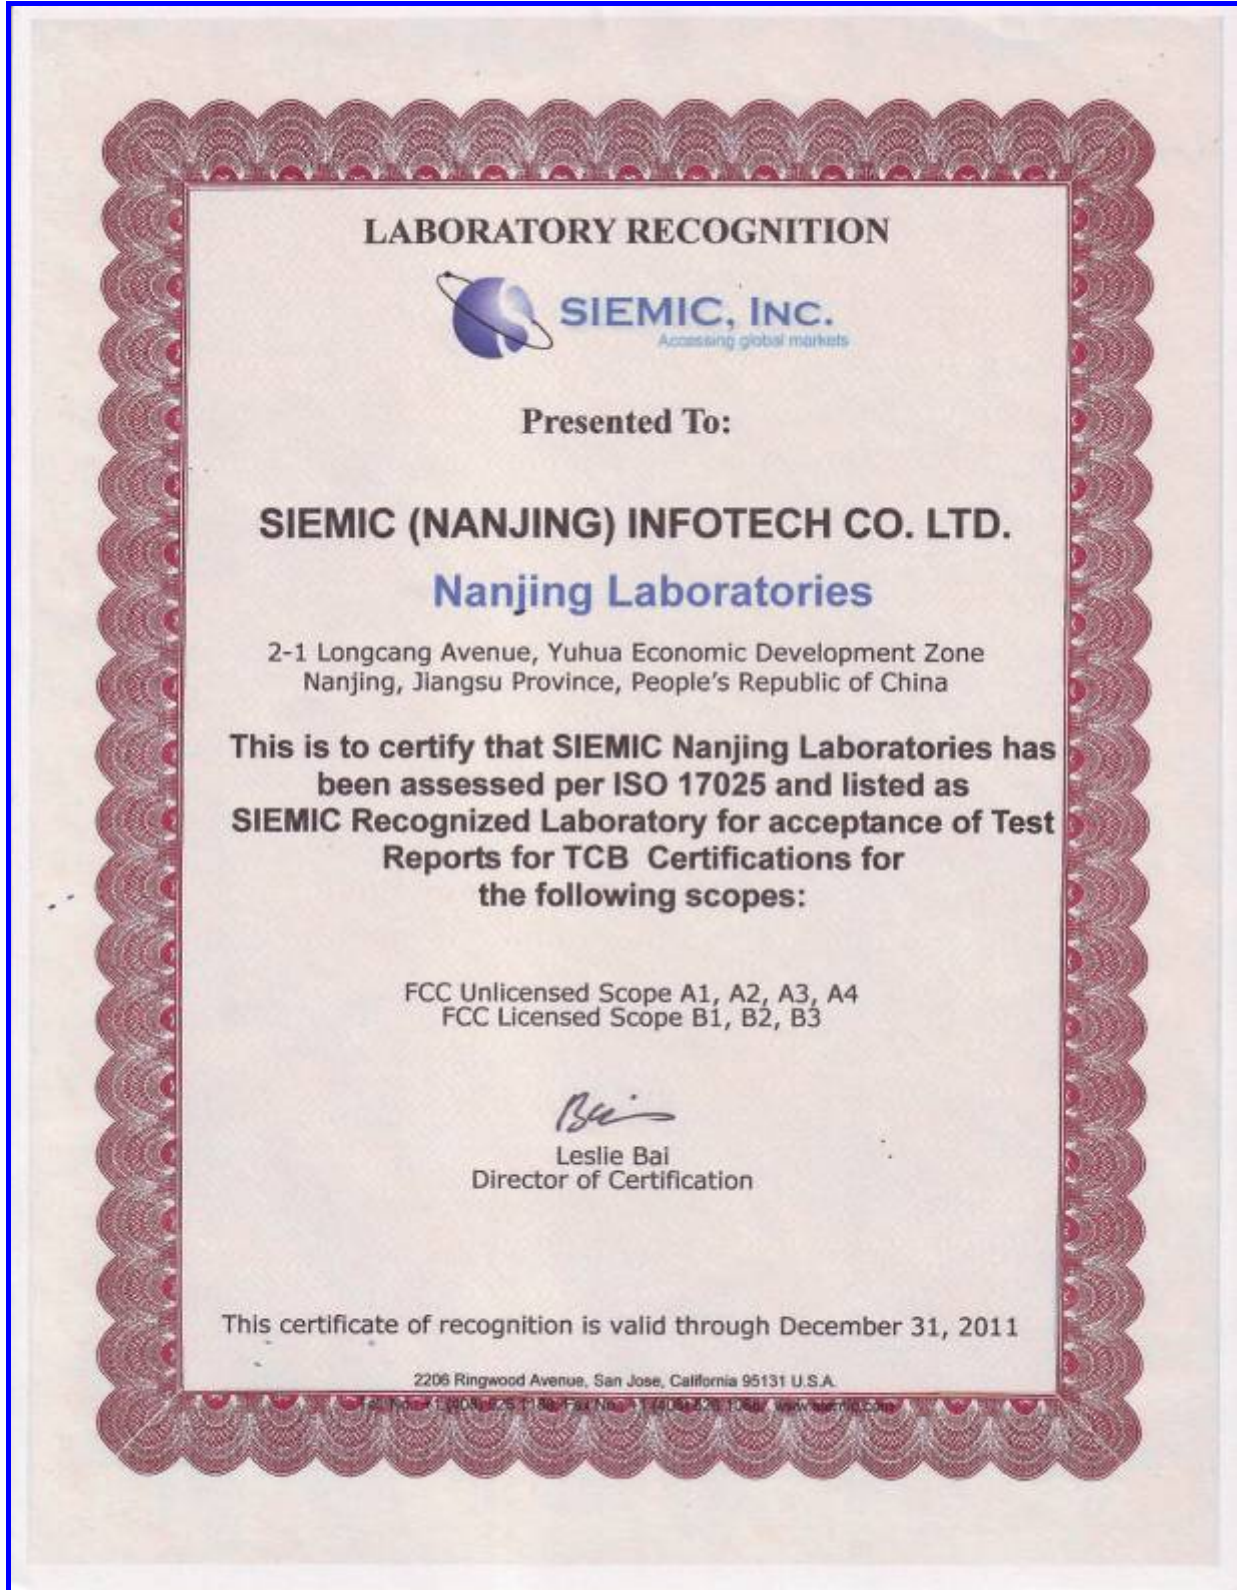 LABORATORY RECOGNITION
SIEMIC, INC.
Accessing global markets
Presented To:
SIEMIC (NANJING) INFOTECH CO. LTD.
Nanjing Laboratories
2-1 Longcang Avenue, Yuhua Economic Development Zone
Nanjing, Jiangsu Province, People's Republic of China
This is to certify that SIEMIC Nanjing Laboratories has
been assessed per ISO 17025 and listed as
SIEMIC Recognized Laboratory for acceptance of Test
Reports for TCB Certifications for
the following scopes:
FCC Unlicensed Scope A1, A2, A3, A4
FCC Licensed Scope B1, B2, B3
Bai
Leslie Bai
Director of Certification
This certificate of recognition is valid through December 31, 2011
2206 Ringwood Avenue, San Jose, California 95131 U.S.A.